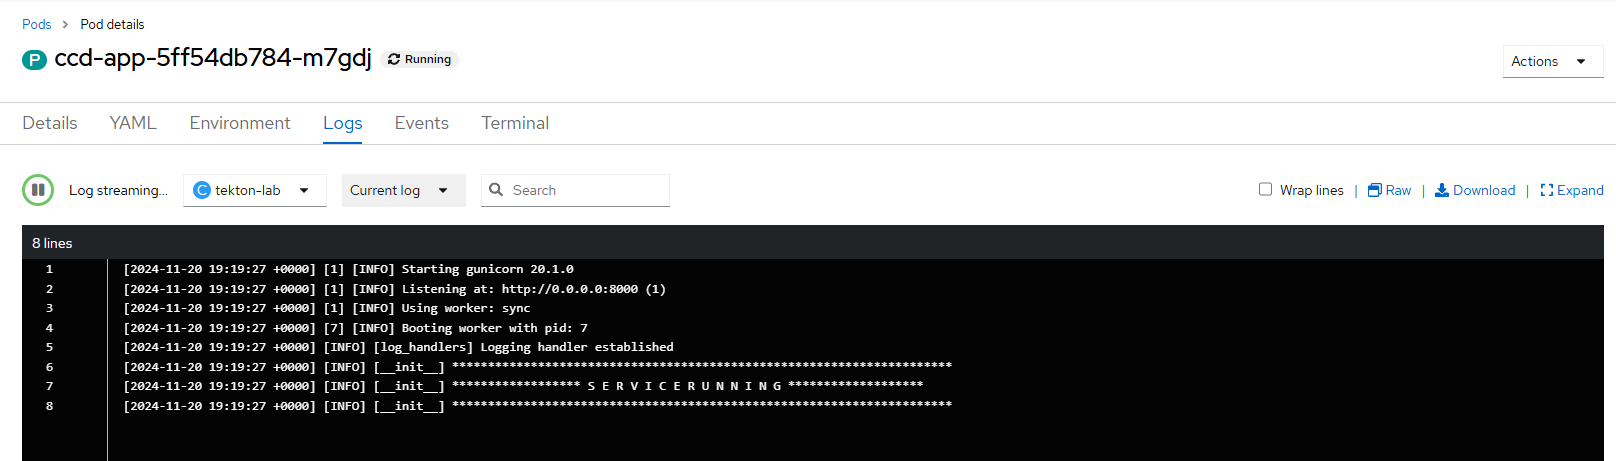 Pods > Pod details
P ccd-app-5ff54db784-m7gdj Running
Actions
Details YAML Environment Logs Events Terminal
Log streaming... C tekton-lab Current log Search Wrap lines | Raw | Download | Expand
8 lines
1 [2024-11-20 19:19:27 +0000] [1] [INFO] Starting gunicorn 20.1.0
2 [2024-11-20 19:19:27 +0000] [1] [INFO] Listening at: http://0.0.0.0:8000 (1)
3 [2024-11-20 19:19:27 +0000] [1] [INFO] Using worker: sync
4 [2024-11-20 19:19:27 +0000] [7] [INFO] Booting worker with pid: 7
5 [2024-11-20 19:19:27 +0000] [INFO] [log_handlers] Logging handler established
6 [2024-11-20 19:19:27 +0000] [INFO] [__init__] **********************************************************************
7 [2024-11-20 19:19:27 +0000] [INFO] [__init__] ****************** S E R V I C E R U N N I N G *******************
8 [2024-11-20 19:19:27 +0000] [INFO] [__init__] **********************************************************************